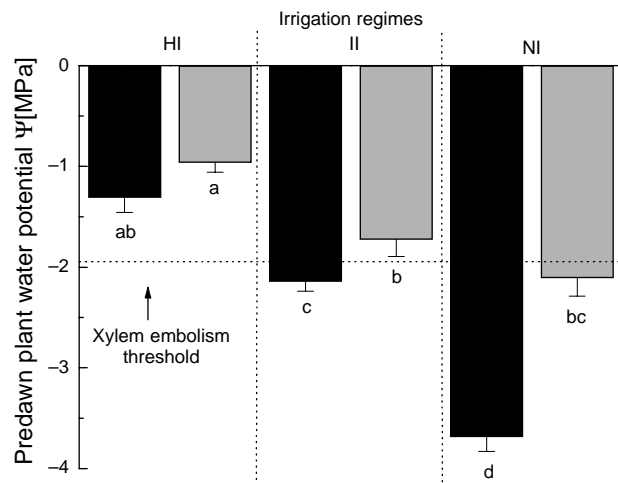 Irrigation regimes
HI
II
NI
Predawn plant water potential Ψ[MPa]
0
−1
−2
−3
−4
ab
a
c
b
d
bc
Xylem embolism
threshold